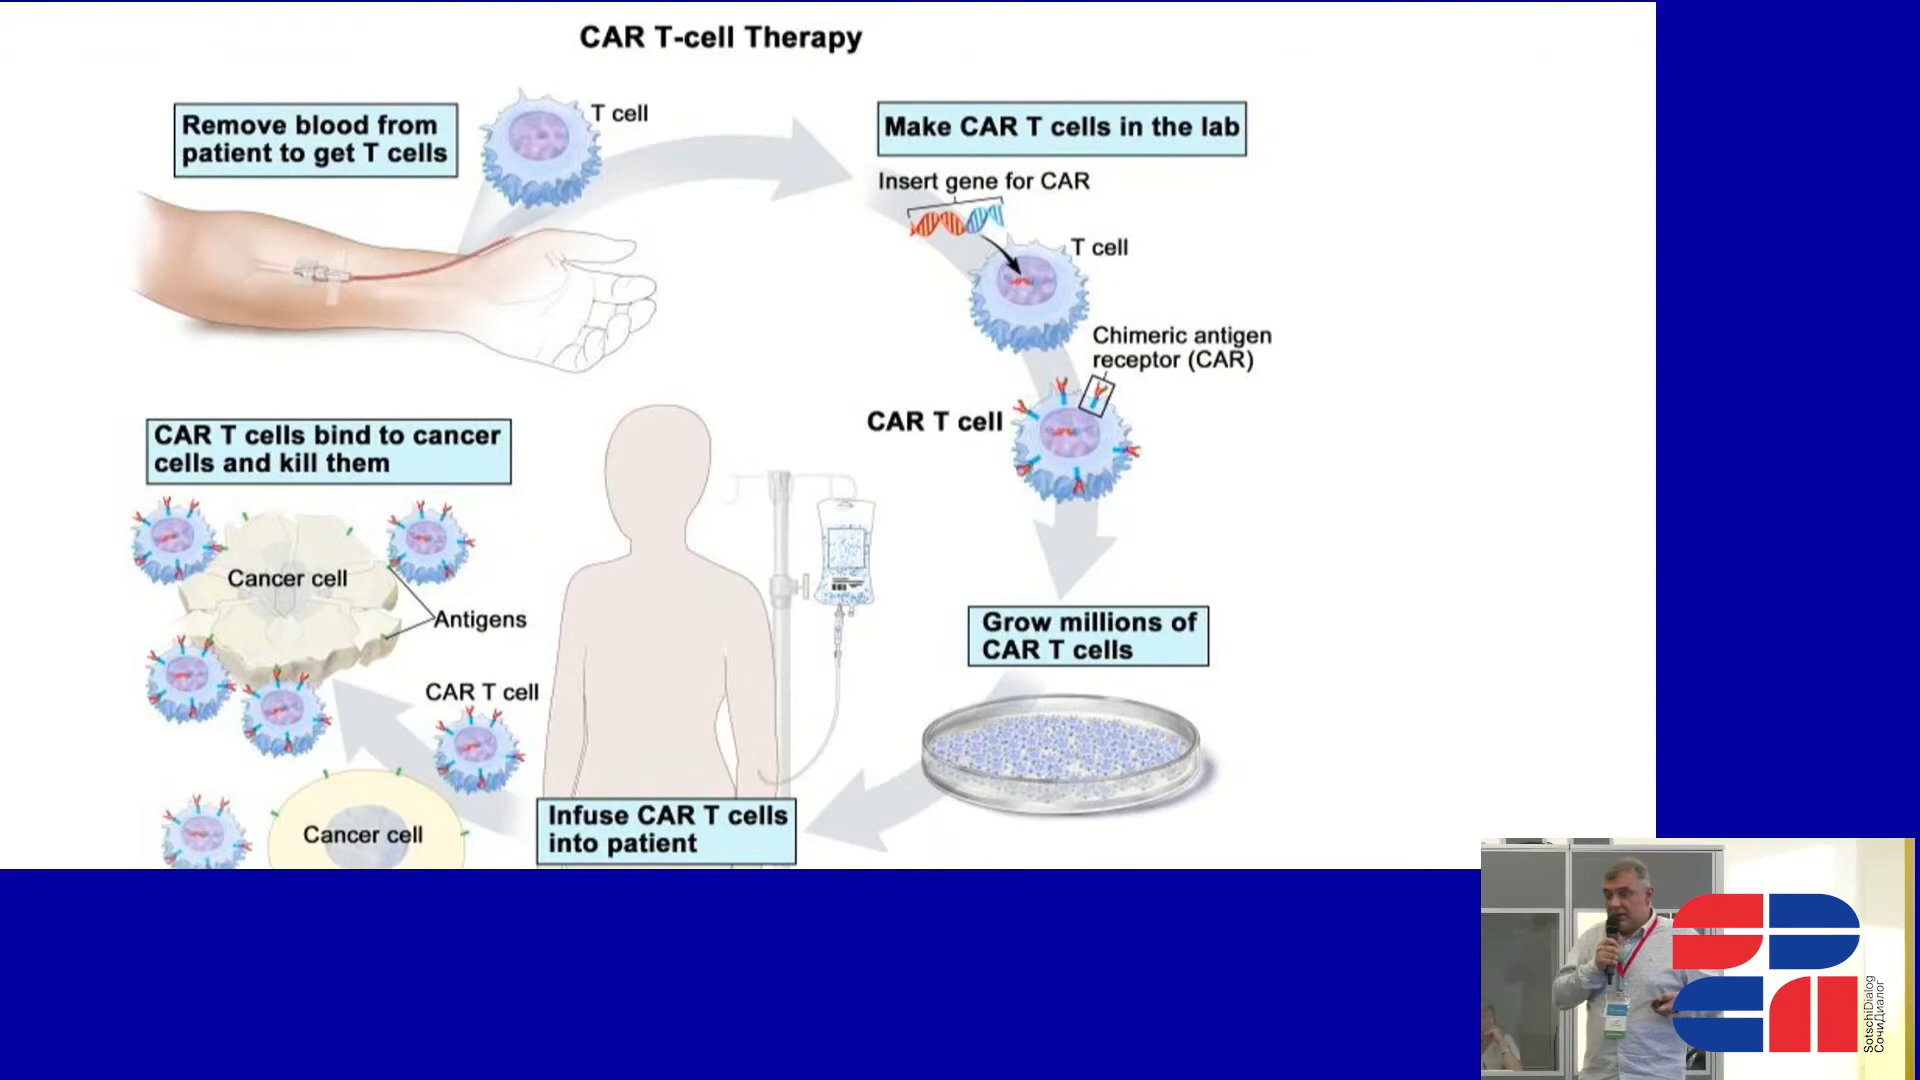 CAR T-cell Therapy
Remove blood from
patient to get T cells
T cell
Make CAR T cells in the lab
Insert gene for CAR
T cell
Chimeric antigen
receptor (CAR)
CAR T cell
CAR T cells bind to cancer
cells and kill them
Cancer cell
Antigens
Grow millions of
CAR T cells
CAR T cell
Infuse CAR T cells
into patient
Cancer cell
SotschiDialog
СочиДиалог